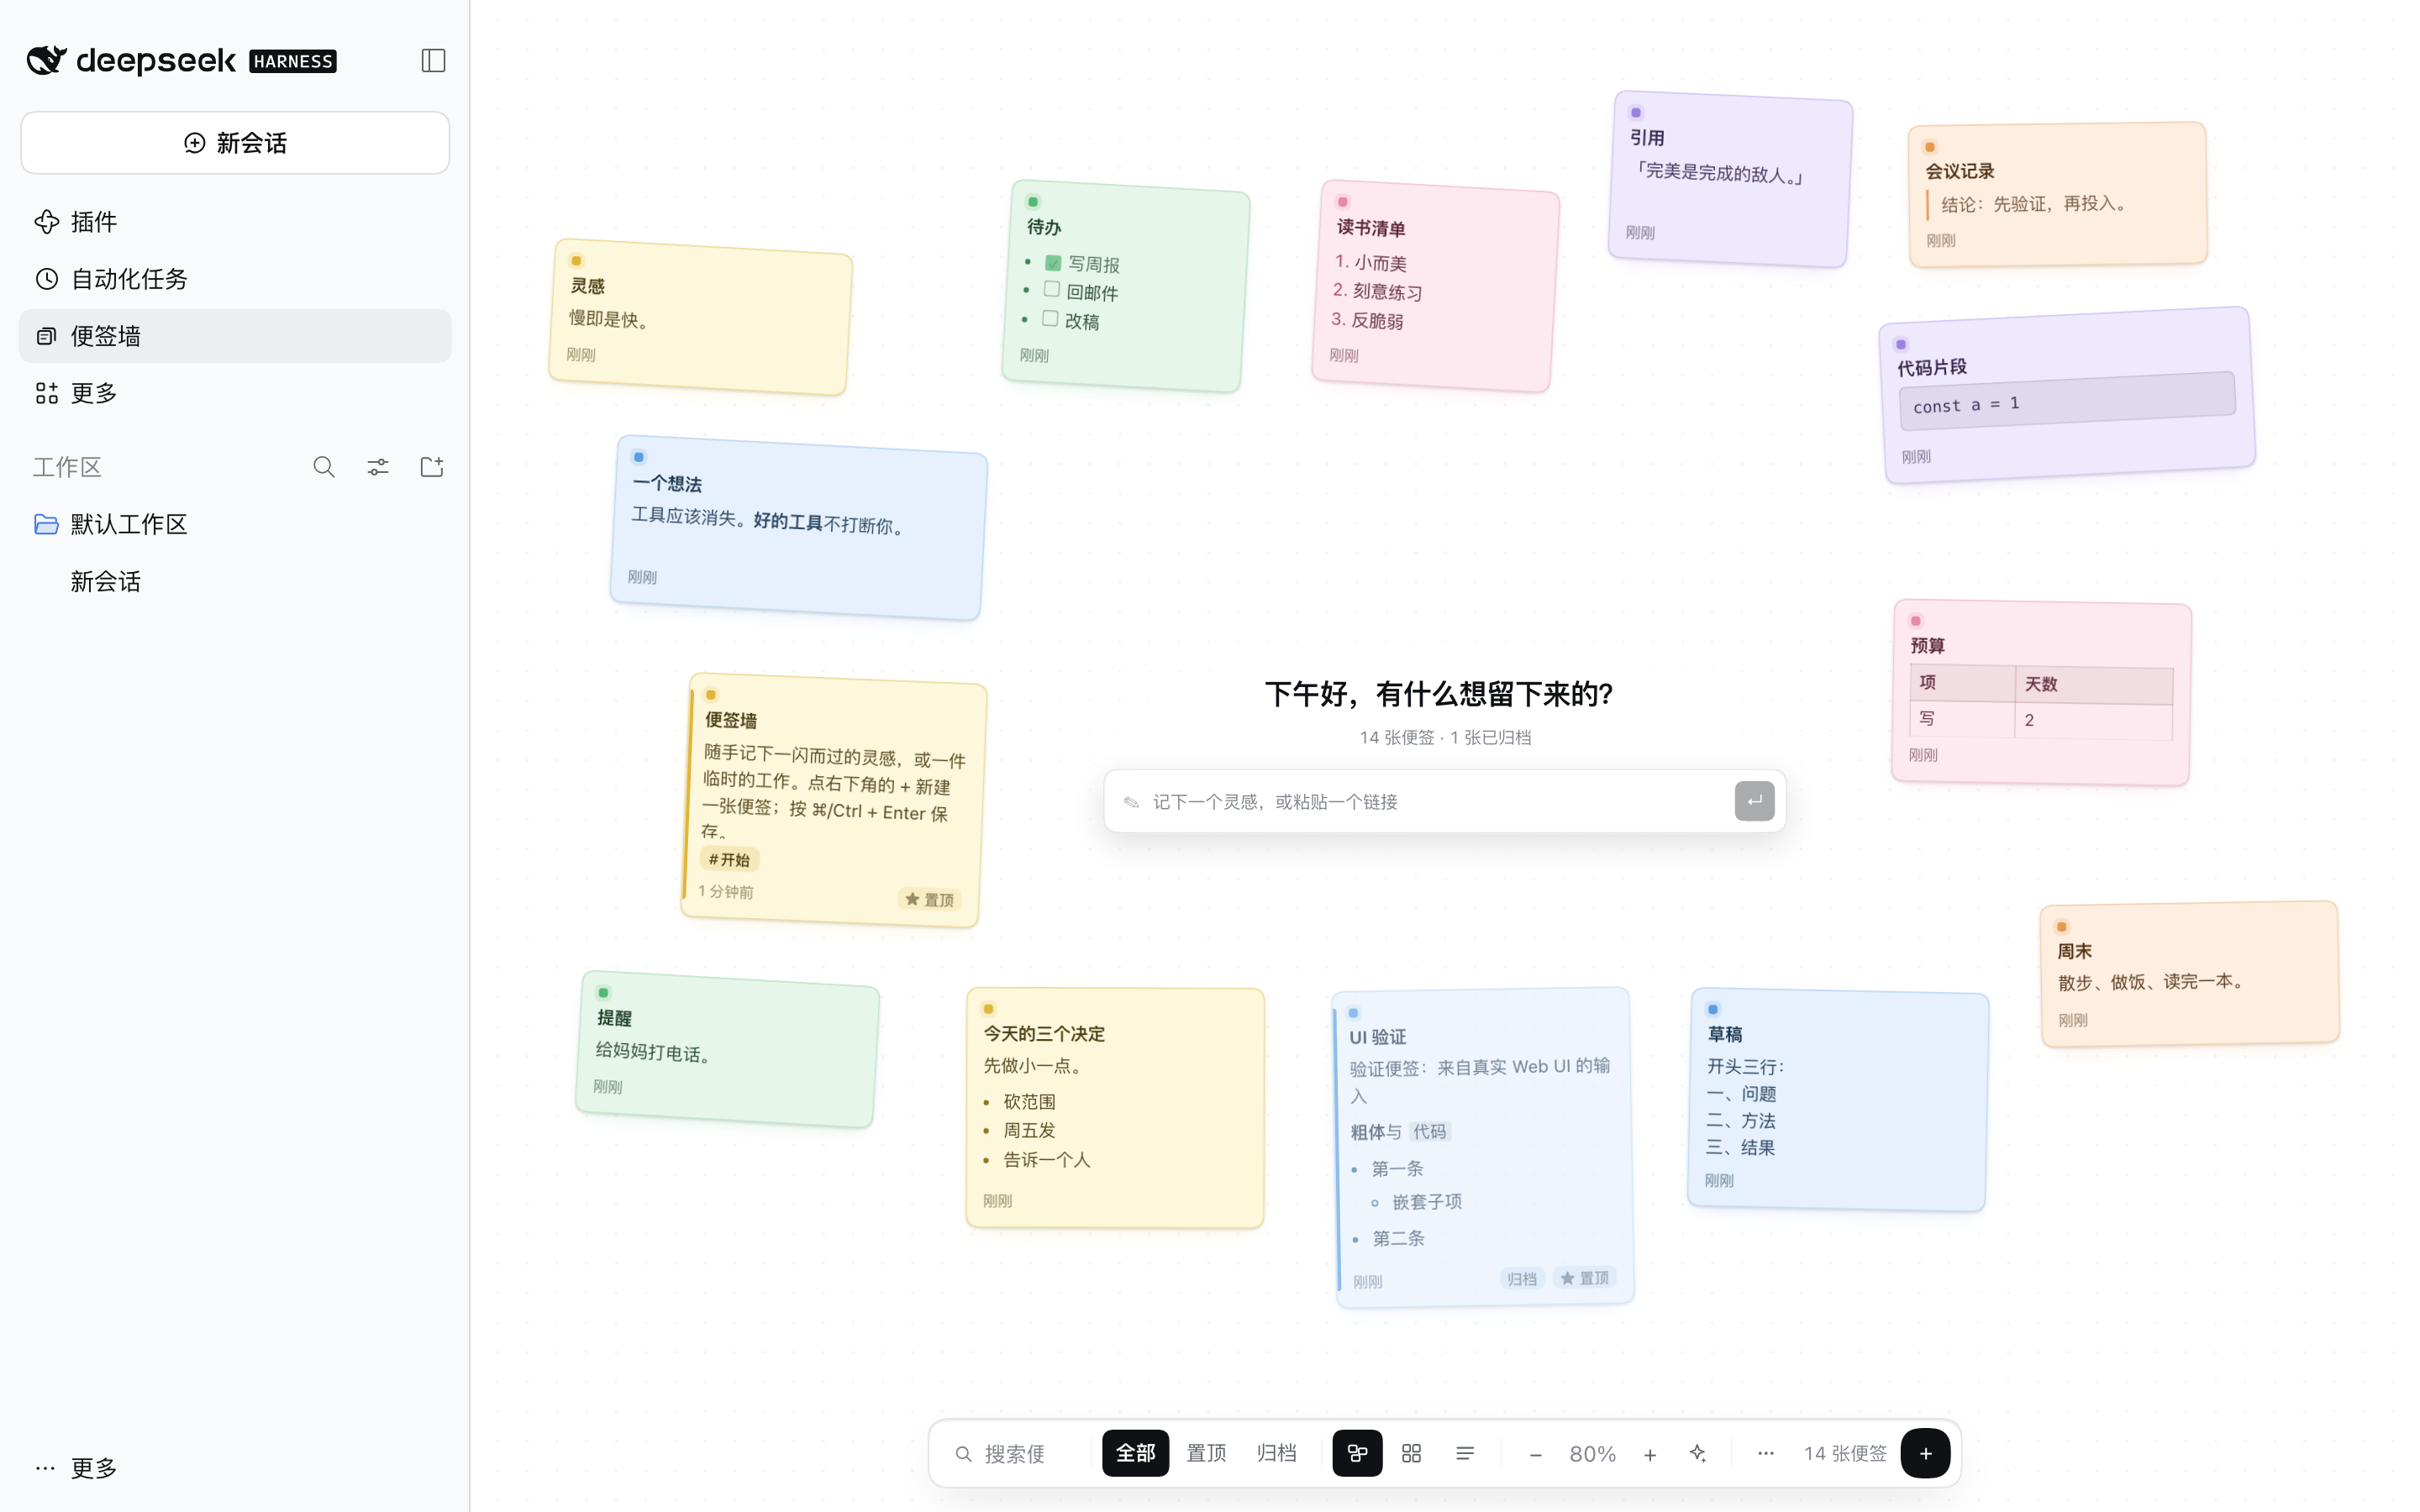 deepseek HARNESS
新会话
插件
自动化任务
便签墙
更多
工作区
默认工作区
新会话
更多
引用
「完美是完成的敌人。」
刚刚
会议记录
结论：先验证，再投入。
刚刚
待办
写周报
回邮件
改稿
刚刚
读书清单
1. 小而美
2. 刻意练习
3. 反脆弱
刚刚
灵感
慢即是快。
刚刚
代码片段
const a = 1
刚刚
一个想法
工具应该消失。好的工具不打断你。
刚刚
预算
项 天数
写 2
刚刚
便签墙
随手记下一闪而过的灵感，或一件
临时的工作。点右下角的 + 新建
一张便签；按 ⌘/Ctrl + Enter 保
存。
#开始
1 分钟前 置顶
下午好，有什么想留下来的?
14 张便签 · 1 张已归档
记下一个灵感，或粘贴一个链接
周末
散步、做饭、读完一本。
刚刚
提醒
给妈妈打电话。
刚刚
今天的三个决定
先做小一点。
砍范围
周五发
告诉一个人
刚刚
UI 验证
验证便签：来自真实 Web UI 的输
入
粗体与 代码
第一条
嵌套子项
第二条
刚刚 归档 置顶
草稿
开头三行：
一、问题
二、方法
三、结果
刚刚
搜索便 全部 置顶 归档 − 80% + 14 张便签 +